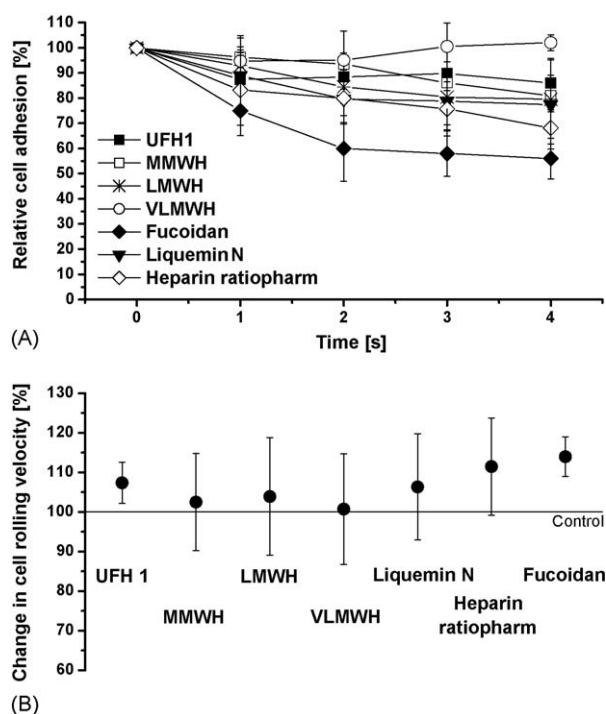 Relative cell adhesion [%]
110
100
90
80
70
60
50
40
30
20
10
0
UFH1
MMWH
LMWH
VLMWH
Fucoidan
Liquemin N
Heparin ratiopharm
0 1 2 3 4
Time [s]
(A)
Change in cell rolling velocity [%]
130
120
110
100
90
80
70
60
Control
UFH 1
LMWH
Liquemin N
Fucoidan
MMWH
VLMWH
Heparin
ratiopharm
(B)